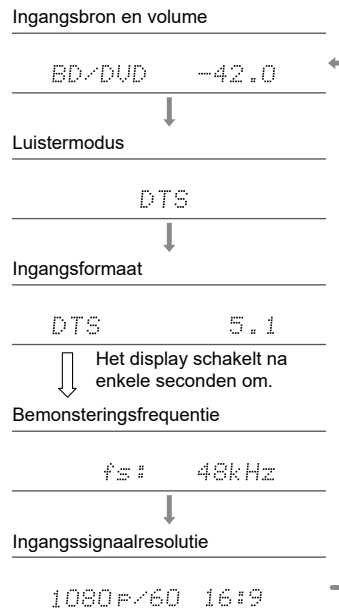 Ingangsbron en volume
BD/DVD -42.0
Luistermodus
DTS
Ingangsformaat
DTS 5.1
Het display schakelt na
enkele seconden om.
Bemonsteringsfrequentie
fs: 48kHz
Ingangssignaalresolutie
1080p/60 16:9